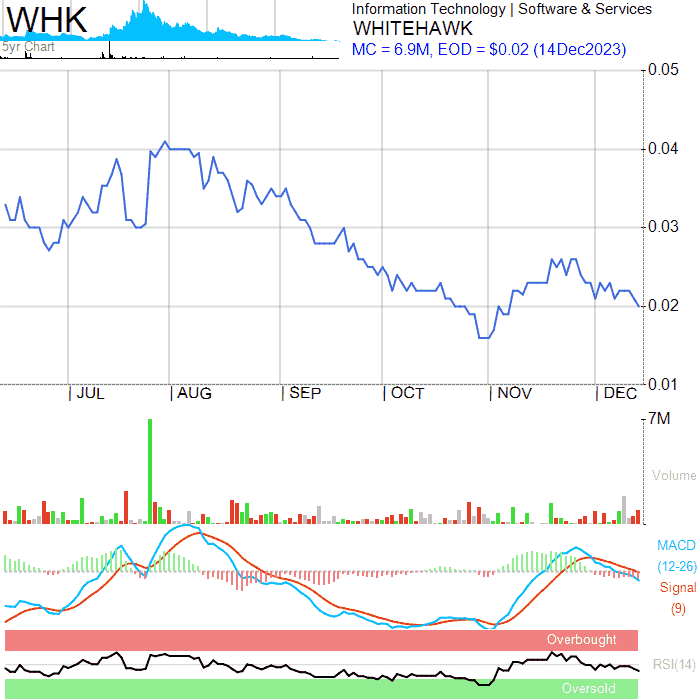 WHK
5yr Chart
Information Technology | Software & Services
WHITEHAWK
MC = 6.9M, EOD = $0.02 (14Dec2023)
0.05
0.04
0.03
0.02
0.01
| JUL | AUG | SEP | OCT | NOV | DEC
7M
Volume
MACD
(12-26)
Signal
(9)
Overbought
RSI(14)
Oversold